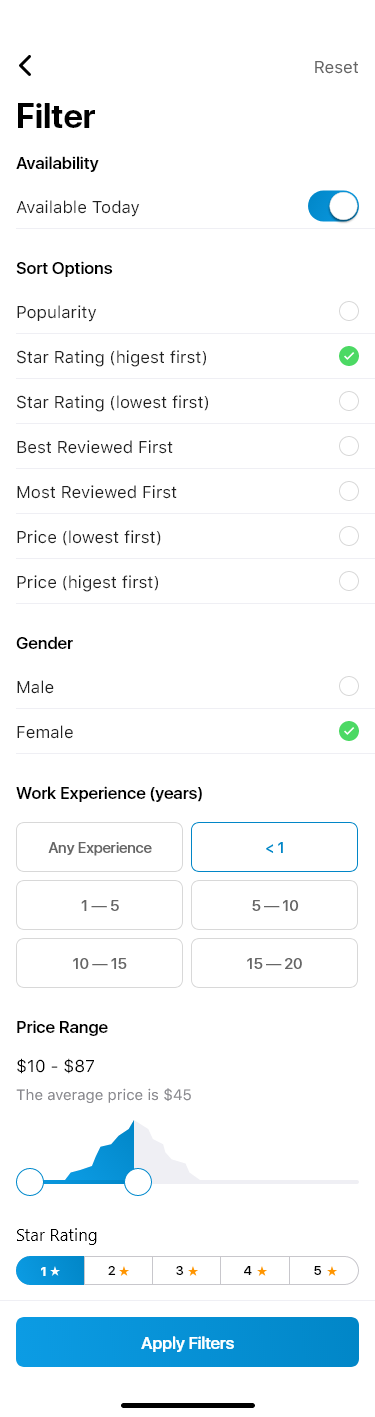 Reset
Filter
Availability
Available Today
Sort Options
Popularity
Star Rating (higest first)
Star Rating (lowest first)
Best Reviewed First
Most Reviewed First
Price (lowest first)
Price (higest first)
Gender
Male
Female
Work Experience (years)
Any Experience
< 1
1 — 5
5 — 10
10 — 15
15 — 20
Price Range
$10 - $87
The average price is $45
Star Rating
1 ★ 2 ★ 3 ★ 4 ★ 5 ★
Apply Filters